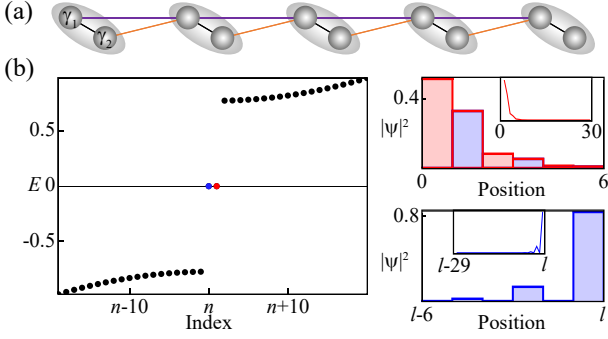 (a)
γ1
γ2
(b)
0.5
E 0
-0.5
n-10
n
n+10
Index
0.4
|ψ|²
0
30
0
6
Position
0.8
|ψ|²
l-29
l
l-6
l
Position